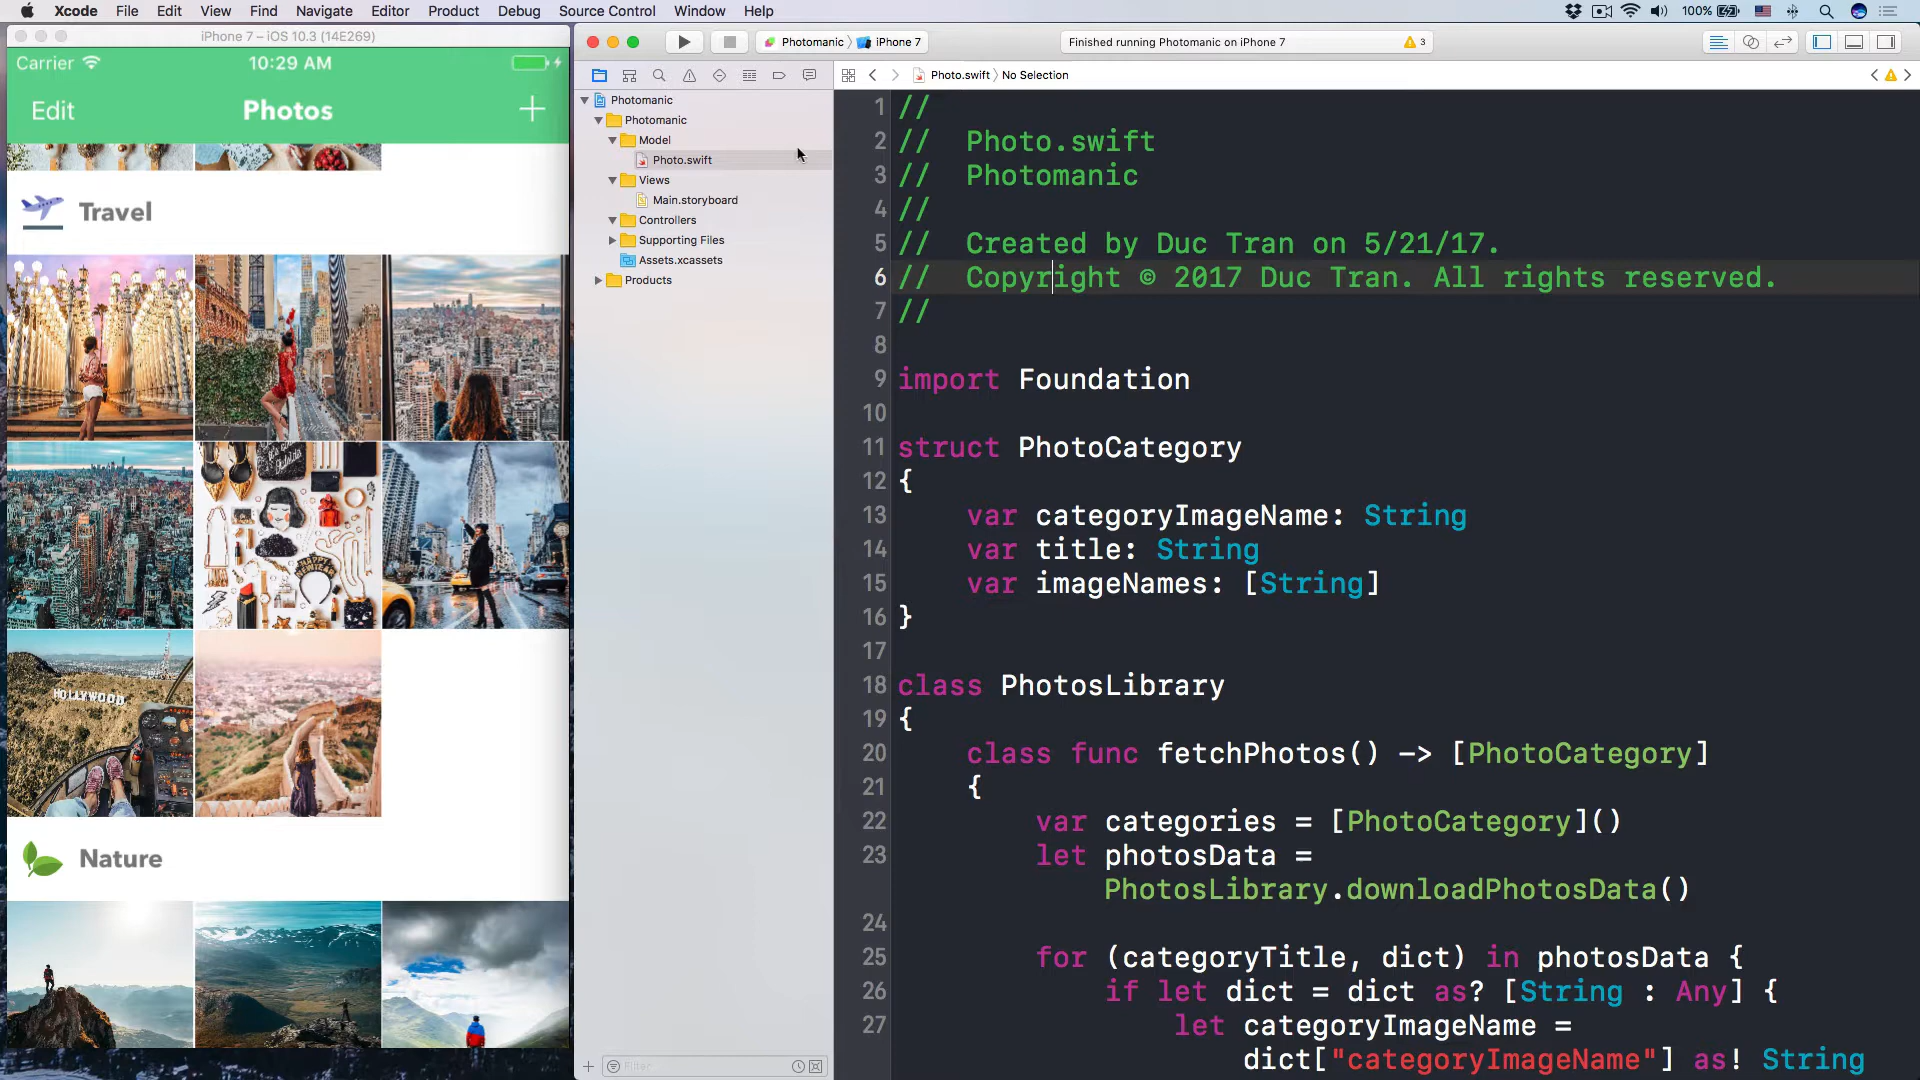 Xcode File Edit View Find Navigate Editor Product Debug Source Control Window Help
100%
iPhone 7 – iOS 10.3 (14E269)
Carrier 10:29 AM
Edit Photos +
Travel
HOLLYWOOD
Nature
Photomanic iPhone 7
Finished running Photomanic on iPhone 7
3
Photo.swift No Selection
Photomanic
Photomanic
Model
Photo.swift
Views
Main.storyboard
Controllers
Supporting Files
Assets.xcassets
Products
Filter
1 //
2 // Photo.swift
3 // Photomanic
4 //
5 // Created by Duc Tran on 5/21/17.
6 // Copyright © 2017 Duc Tran. All rights reserved.
7 //
8
9 import Foundation
10
11 struct PhotoCategory
12 {
13 var categoryImageName: String
14 var title: String
15 var imageNames: [String]
16 }
17
18 class PhotosLibrary
19 {
20 class func fetchPhotos() -> [PhotoCategory]
21 {
22 var categories = [PhotoCategory]()
23 let photosData =
PhotosLibrary.downloadPhotosData()
24
25 for (categoryTitle, dict) in photosData {
26 if let dict = dict as? [String : Any] {
27 let categoryImageName =
dict["categoryImageName"] as! String